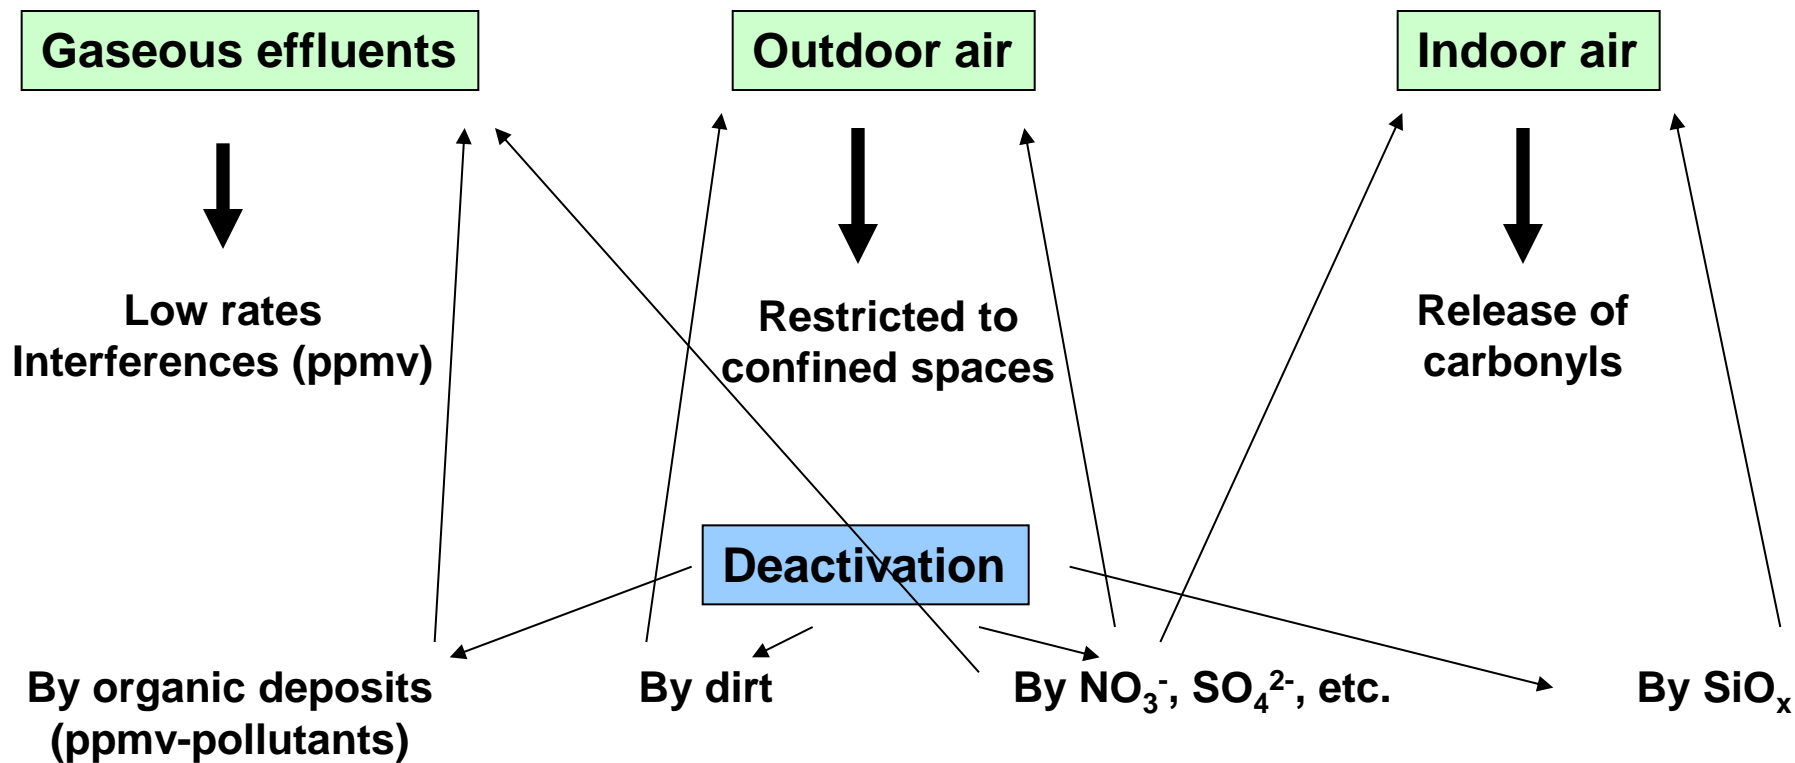 Gaseous effluents
Outdoor air
Indoor air
Low rates
Interferences (ppmv)
Restricted to
confined spaces
Release of
carbonyls
Deactivation
By organic deposits
(ppmv-pollutants)
By dirt
By NO₃⁻, SO₄²⁻, etc.
By SiOₓ